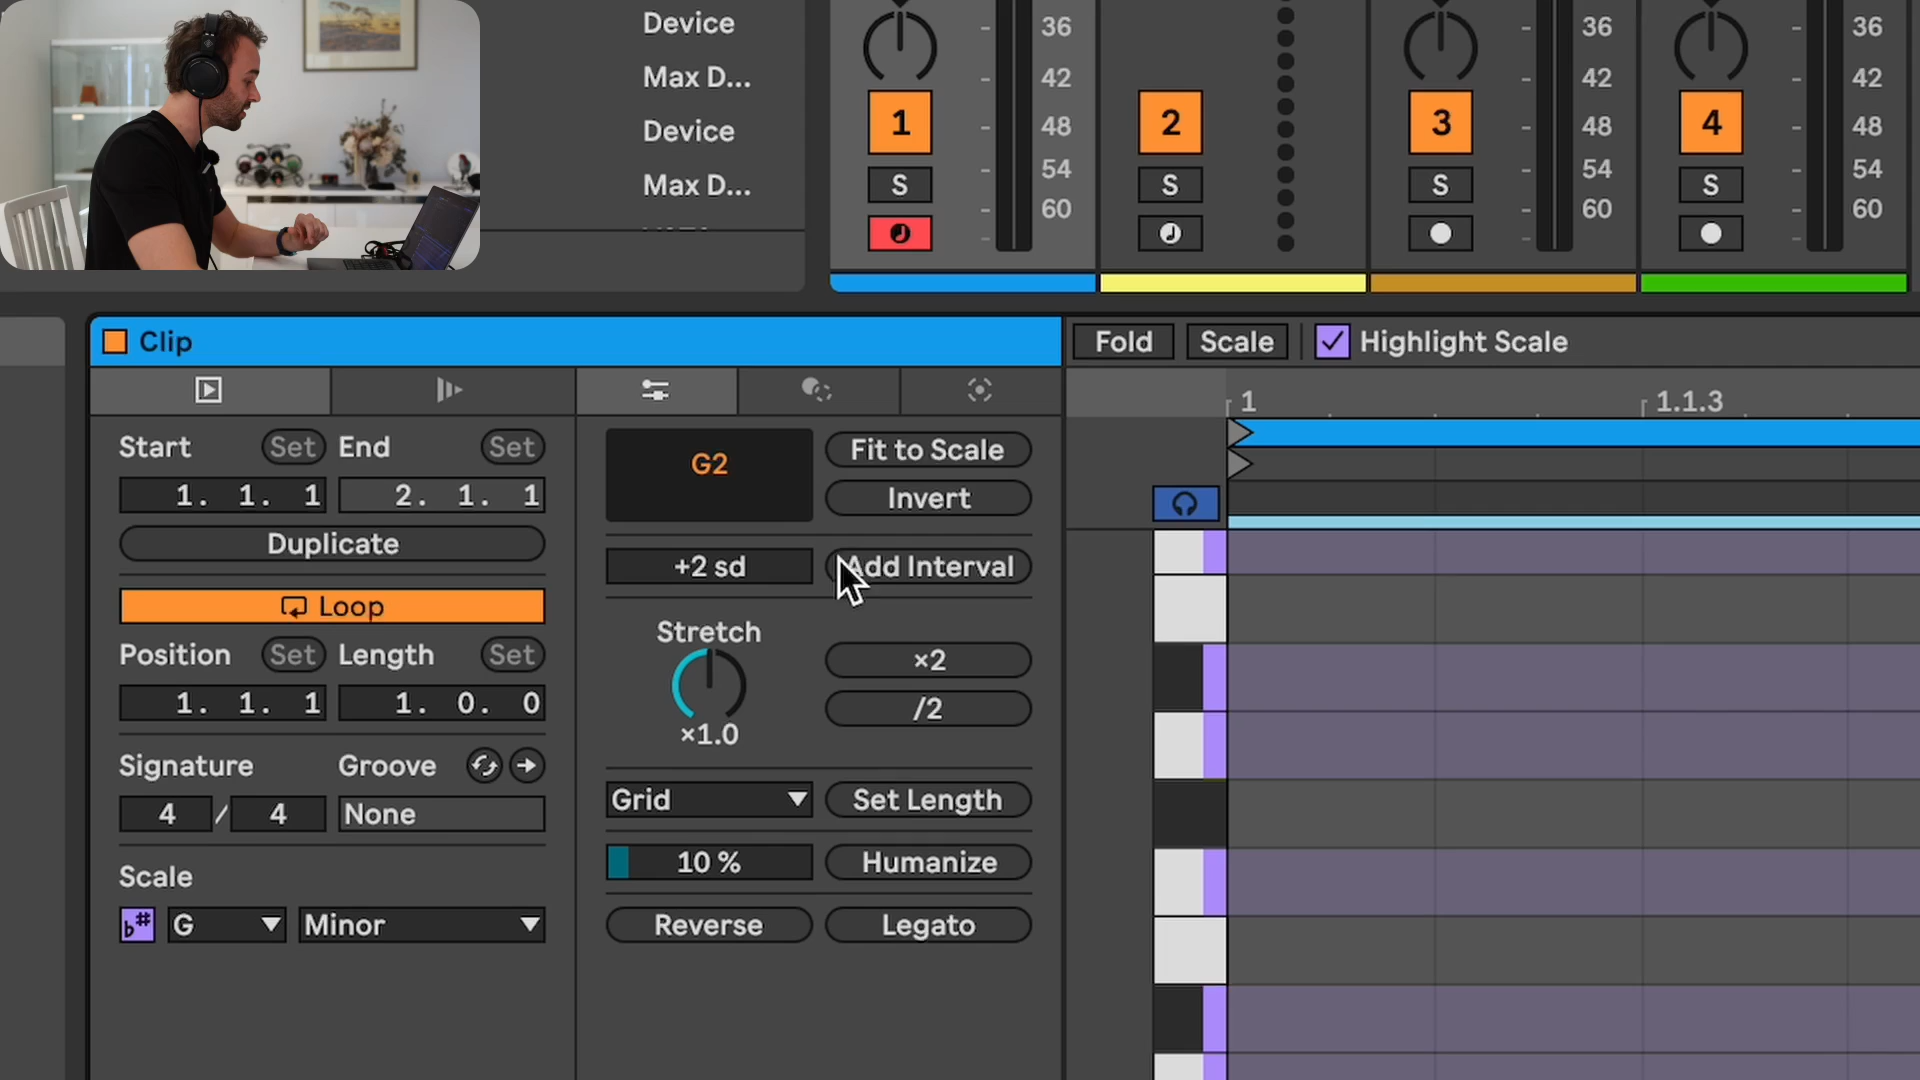 Device
Max D...
Device
Max D...
36
42
48
54
60
1
S
2
S
36
42
48
54
60
3
S
36
42
48
54
60
4
S
Clip
Fold
Scale
Highlight Scale
1
1.1.3
Start
Set
End
Set
1. 1. 1
2. 1. 1
Duplicate
Loop
Position
Set
Length
Set
1. 1. 1
1. 0. 0
Signature
Groove
4 / 4
None
Scale
b#
G
Minor
G2
Fit to Scale
Invert
+2 sd
Add Interval
Stretch
×1.0
×2
/2
Grid
Set Length
10 %
Humanize
Reverse
Legato